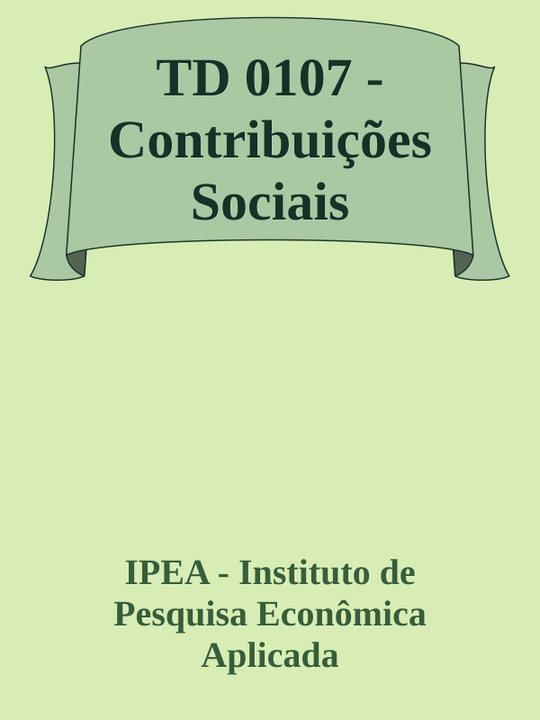 TD 0107 -
Contribuições
Sociais
IPEA - Instituto de
Pesquisa Econômica
Aplicada